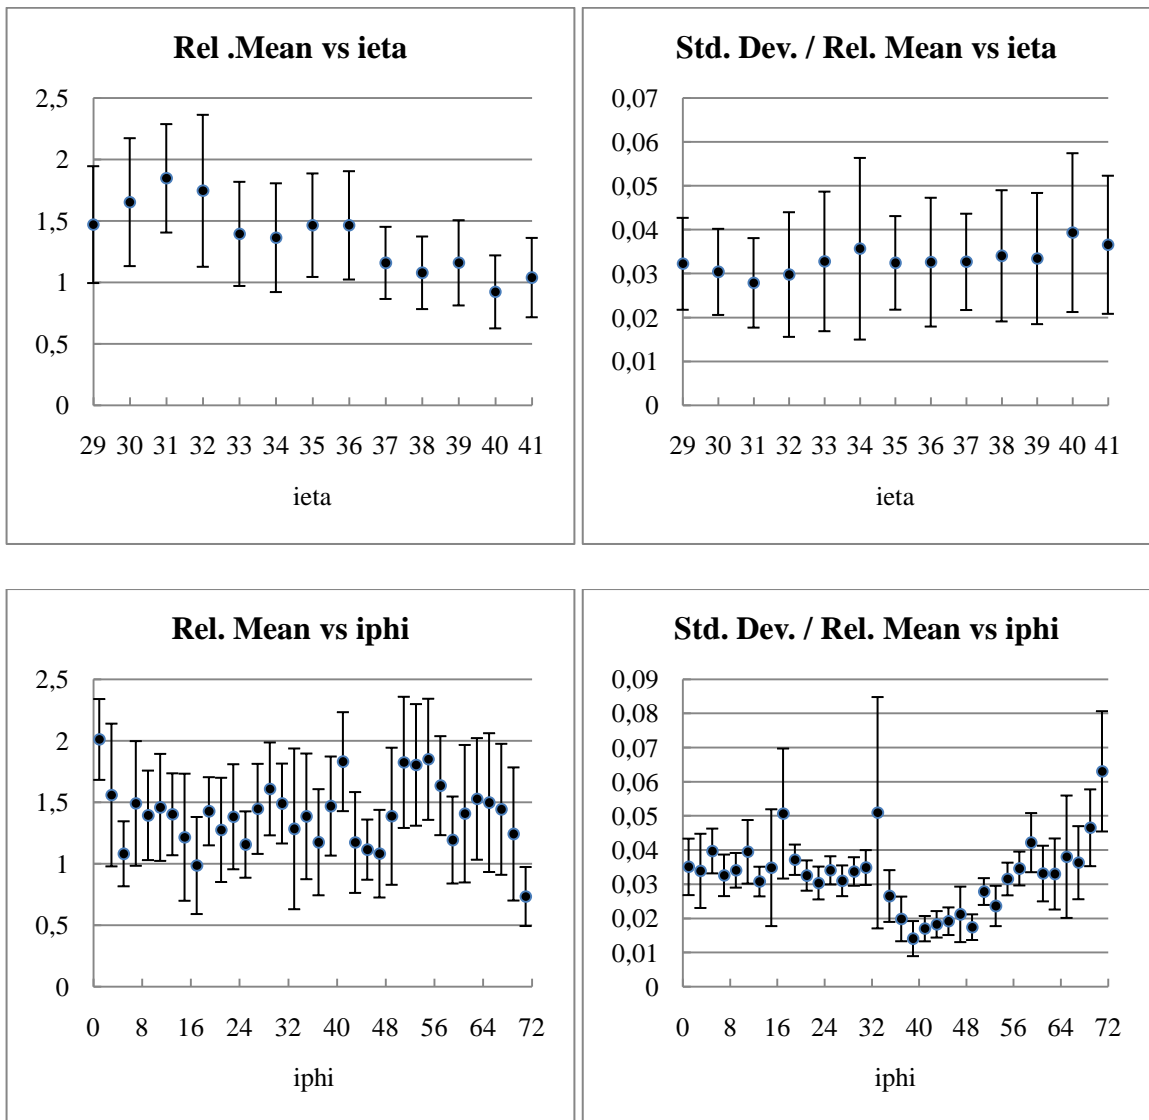 Rel .Mean vs ieta
2,5
2
1,5
1
0,5
0
29 30 31 32 33 34 35 36 37 38 39 40 41
ieta
Std. Dev. / Rel. Mean vs ieta
0,07
0,06
0,05
0,04
0,03
0,02
0,01
0
29 30 31 32 33 34 35 36 37 38 39 40 41
ieta
Rel. Mean vs iphi
2,5
2
1,5
1
0,5
0
0 8 16 24 32 40 48 56 64 72
iphi
Std. Dev. / Rel. Mean vs iphi
0,09
0,08
0,07
0,06
0,05
0,04
0,03
0,02
0,01
0
0 8 16 24 32 40 48 56 64 72
iphi